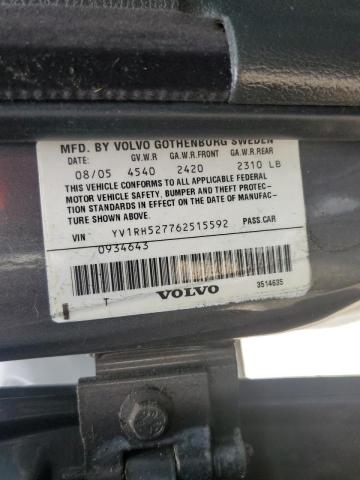 MFD. BY VOLVO GOTHENBURG SWEDEN
DATE: G.V.W.R GA.W.R.FRONT GA.W.R.REAR
08/05 4540 2420 2310 LB
THIS VEHICLE CONFORMS TO ALL APPLICABLE FEDERAL
MOTOR VEHICLE SAFETY, BUMPER AND THEFT PROTEC-
TION STANDARDS IN EFFECT ON THE DATE OF MANUFAC-
TURE SHOWN ABOVE.
VIN YV1RH527762515592 PASS.CAR
0934643
T
VOLVO 3514635